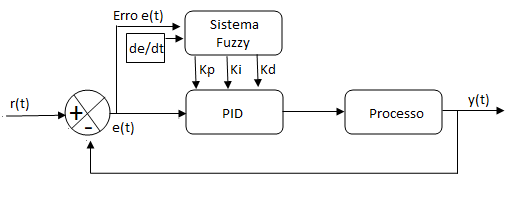 Erro e(t)
Sistema
Fuzzy
de/dt
Kp
Ki
Kd
r(t)
+
-
e(t)
PID
Processo
y(t)